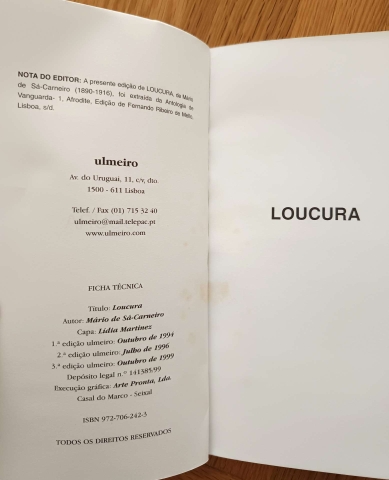 NOTA DO EDITOR: A presente edição de LOUCURA, de Mário
de Sá-Carneiro (1890-1916), foi extraída da Antologia de
Vanguarda- 1, Afrodite, Edição de Fernando Ribeiro de Mello,
Lisboa, s/d.
ulmeiro
Av. do Uruguai, 11, c/v, dto.
1500 - 611 Lisboa
Telef. / Fax (01) 715 32 40
ulmeiro@mail.telepac.pt
www.ulmeiro.com
FICHA TÉCNICA
Título: Loucura
Autor: Mário de Sá-Carneiro
Capa: Lídia Martinez
1.ª edição ulmeiro: Outubro de 1994
2.ª edição ulmeiro: Julho de 1996
3.ª edição ulmeiro: Outubro de 1999
Depósito legal n.º 141385/99
Execução gráfica: Arte Pronta, Lda.
Casal do Marco - Seixal
ISBN 972-706-242-3
TODOS OS DIREITOS RESERVADOS
LOUCURA